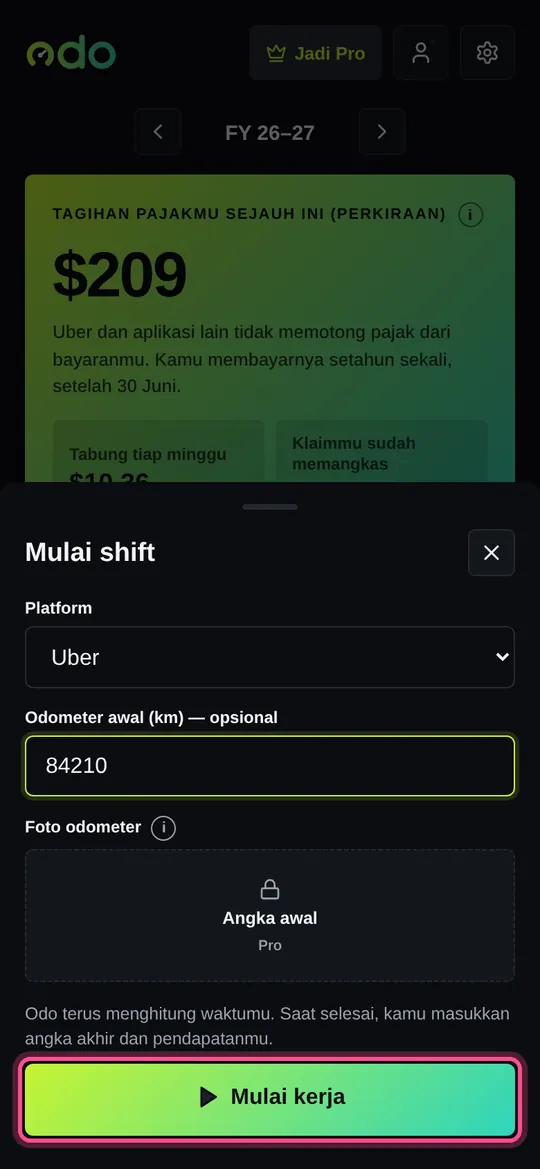 odo
Jadi Pro
FY 26–27
TAGIHAN PAJAKMU SEJAUH INI (PERKIRAAN) i
$209
Uber dan aplikasi lain tidak memotong pajak dari
bayaranmu. Kamu membayarnya setahun sekali,
setelah 30 Juni.
Tabung tiap minggu
$10.36
Klaimmu sudah
memangkas
Mulai shift
Platform
Uber
Odometer awal (km) — opsional
84210
Foto odometer i
Angka awal
Pro
Odo terus menghitung waktumu. Saat selesai, kamu masukkan
angka akhir dan pendapatanmu.
Mulai kerja